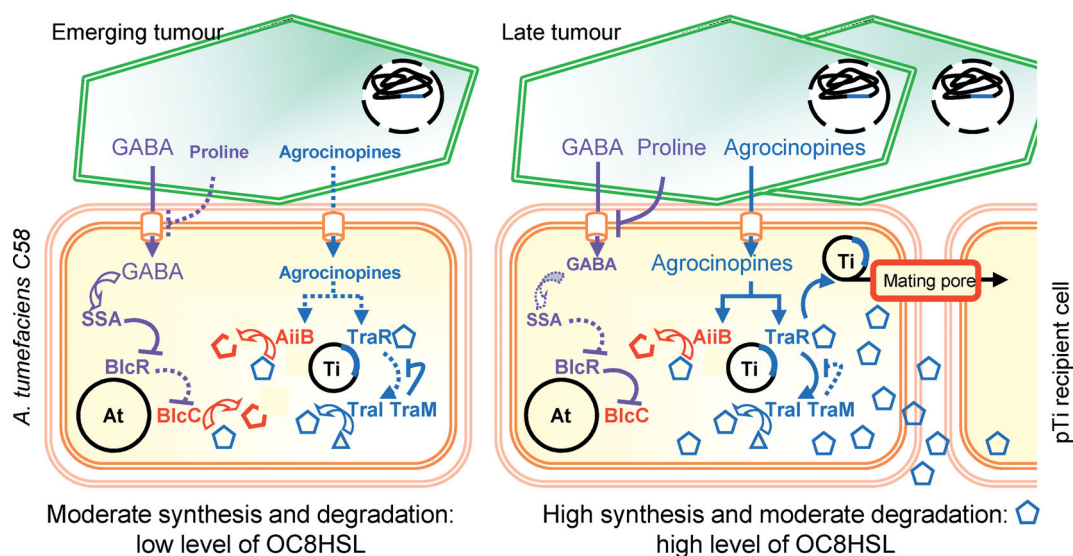 Emerging tumour
GABA
Proline
Agrocinopines
GABA
Agrocinopines
SSA
AiiB
TraR
BlcR
Ti
At
BlcC
TraI TraM
A. tumefaciens C58
Moderate synthesis and degradation:
low level of OC8HSL
Late tumour
GABA Proline Agrocinopines
GABA
Agrocinopines
Ti
Mating pore
SSA
AiiB
TraR
BlcR
Ti
At
BlcC
TraI TraM
pTi recipient cell
High synthesis and moderate degradation:
high level of OC8HSL